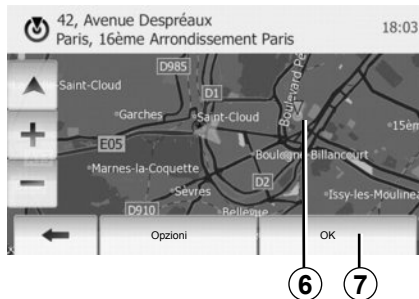 42, Avenue Despréaux
Paris, 16ème Arrondissement Paris
18:03
D985
Saint-Cloud
D1
Boulevard Pé
Garches
Saint-Cloud
15èm
E05
Boulogne-Billancourt
Marnes-la-Coquette
Sèvres
D2
Issy-les-Moulinea
D910
Bellevue
Opzioni
OK
6
7